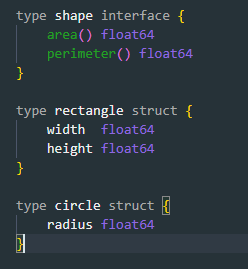 type shape interface {
    area() float64
    perimeter() float64
}

type rectangle struct {
    width  float64
    height float64
}

type circle struct {
    radius float64
}